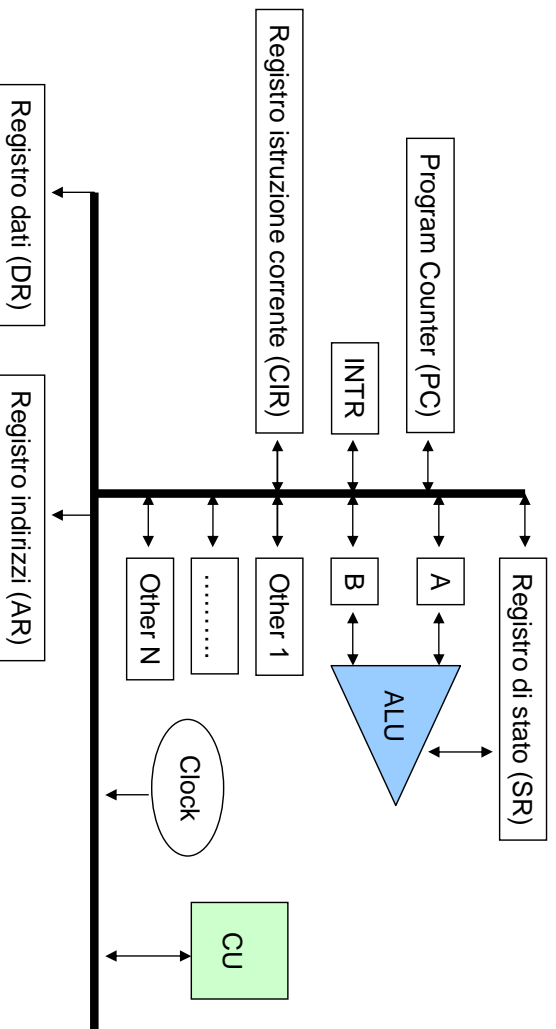 Registro di stato (SR)
Program Counter (PC)
A
ALU
INTR
B
Registro istruzione corrente (CIR)
Other 1
CU
……….
Clock
Other N
Registro dati (DR)
Registro indirizzi (AR)